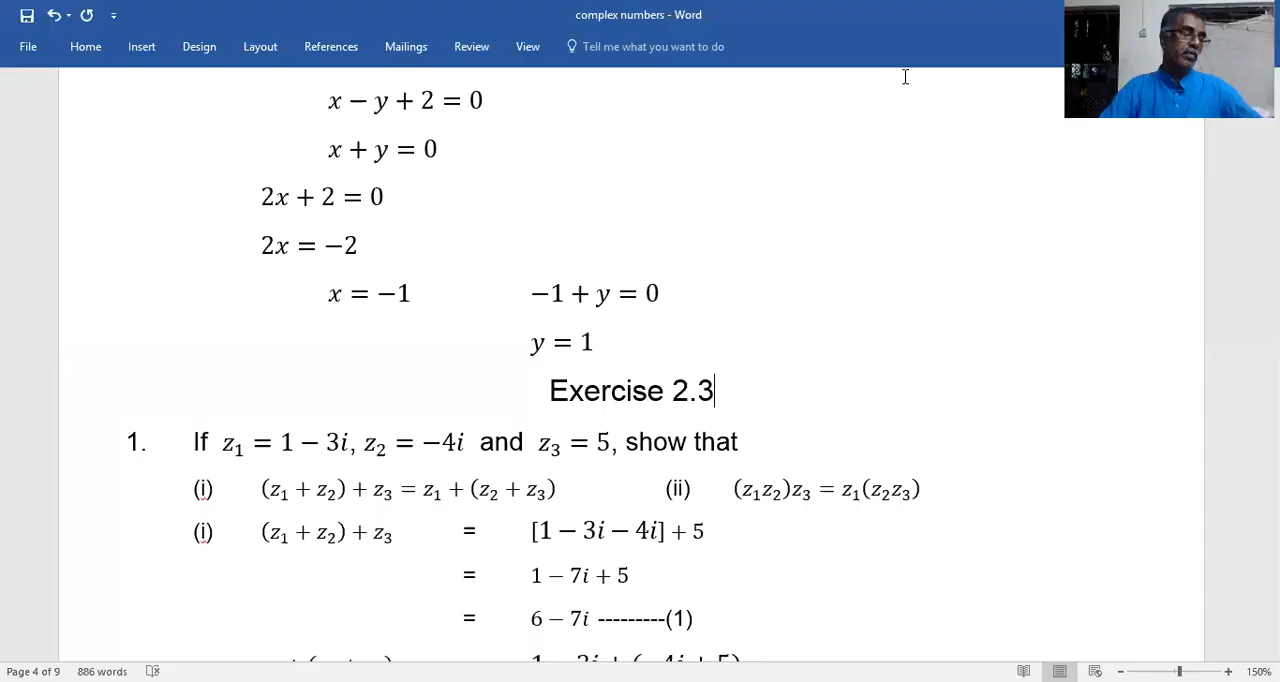 complex numbers - Word
File Home Insert Design Layout References Mailings Review View Tell me what you want to do
x − y + 2 = 0
x + y = 0
2x + 2 = 0
2x = −2
x = −1 −1 + y = 0
y = 1
Exercise 2.3
1. If z₁ = 1 − 3i, z₂ = −4i and z₃ = 5, show that
(i) (z₁ + z₂) + z₃ = z₁ + (z₂ + z₃) (ii) (z₁z₂)z₃ = z₁(z₂z₃)
(i) (z₁ + z₂) + z₃ = [1 − 3i − 4i] + 5
= 1 − 7i + 5
= 6 − 7i ---------(1)
1 − 3i + (−4i + 5)
Page 4 of 9 886 words 150%